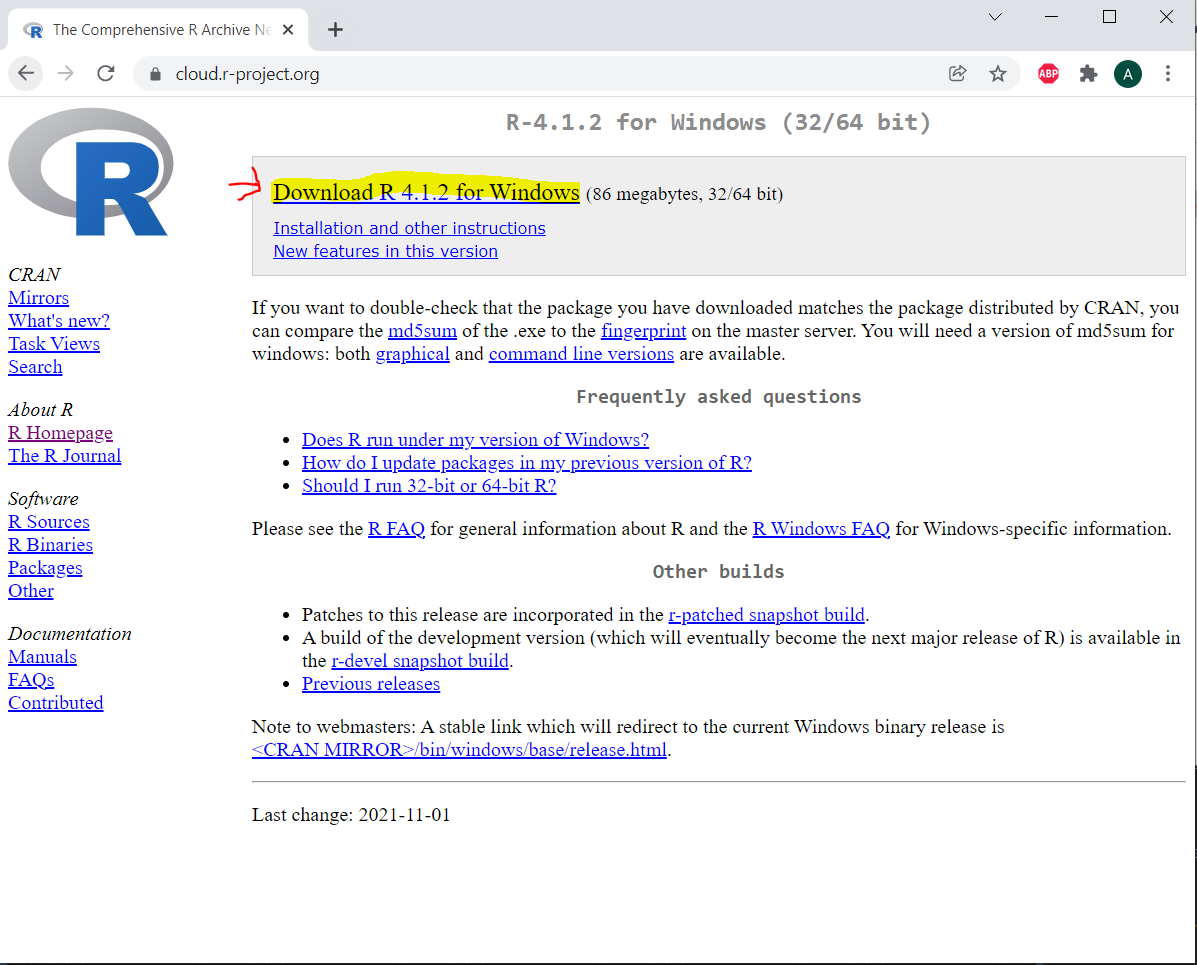 The Comprehensive R Archive Ne
cloud.r-project.org
ABP
A
R
R-4.1.2 for Windows (32/64 bit)
Download R 4.1.2 for Windows (86 megabytes, 32/64 bit)
Installation and other instructions
New features in this version
CRAN
Mirrors
What's new?
Task Views
Search
About R
R Homepage
The R Journal
Software
R Sources
R Binaries
Packages
Other
Documentation
Manuals
FAQs
Contributed
If you want to double-check that the package you have downloaded matches the package distributed by CRAN, you
can compare the md5sum of the .exe to the fingerprint on the master server. You will need a version of md5sum for
windows: both graphical and command line versions are available.
Frequently asked questions
• Does R run under my version of Windows?
• How do I update packages in my previous version of R?
• Should I run 32-bit or 64-bit R?
Please see the R FAQ for general information about R and the R Windows FAQ for Windows-specific information.
Other builds
• Patches to this release are incorporated in the r-patched snapshot build.
• A build of the development version (which will eventually become the next major release of R) is available in
the r-devel snapshot build.
• Previous releases
Note to webmasters: A stable link which will redirect to the current Windows binary release is
<CRAN MIRROR>/bin/windows/base/release.html.
Last change: 2021-11-01